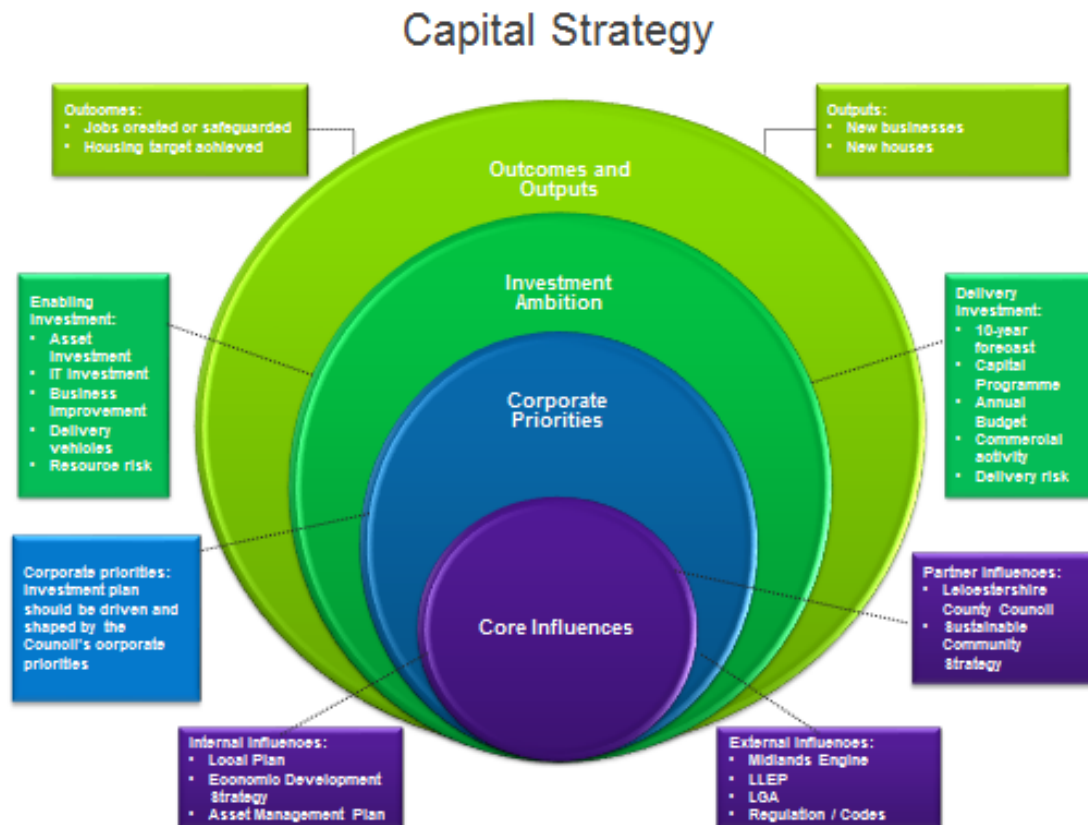 Capital Strategy
Outcomes:
• Jobs created or safeguarded
• Housing target achieved
Outputs:
• New businesses
• New houses
Outcomes and
Outputs
Investment
Ambition
Enabling
Investment:
• Asset
Investment
• IT Investment
• Business
Improvement
• Delivery
vehicles
• Resource risk
Delivery
Investment:
• 10-year
forecast
• Capital
Programme
• Annual
Budget
• Commercial
activity
• Delivery risk
Corporate
Priorities
Corporate priorities:
Investment plan
should be driven and
shaped by the
Council's corporate
priorities
Partner Influences:
• Leicestershire
County Council
• Sustainable
Community
Strategy
Core Influences
Internal Influences:
• Local Plan
• Economic Development
Strategy
• Asset Management Plan
External Influences:
• Midlands Engine
• LLEP
• LGA
• Regulation / Codes